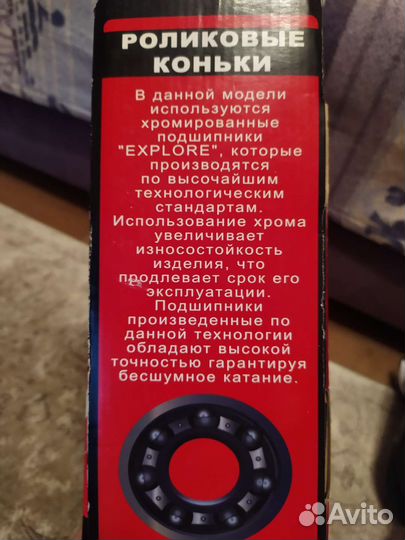 РОЛИКОВЫЕ
КОНЬКИ
В данной модели
используются
хромированные
подшипники
"EXPLORE", которые
производятся
по высочайшим
технологическим
стандартам.
Использование хрома
увеличивает
износостойкость
изделия, что
продлевает срок его
эксплуатации.
Подшипники
произведенные по
данной технологии
обладают высокой
точностью гарантируя
бесшумное катание.
Avito